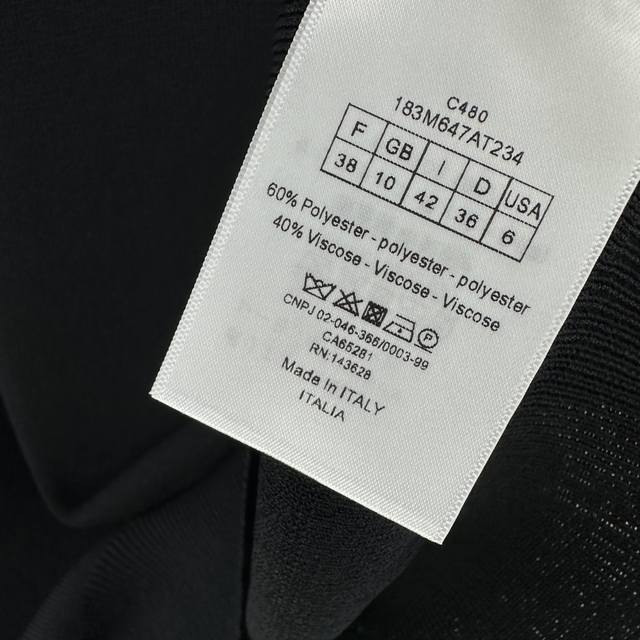 C480
183M647AT234
F GB I D USA
38 10 42 36 6
60% Polyester - polyester - polyester
40% Viscose - Viscose - Viscose
CNPJ 02-046-366/0003-99
CA65281
RN:143628
Made in ITALY
ITALIA